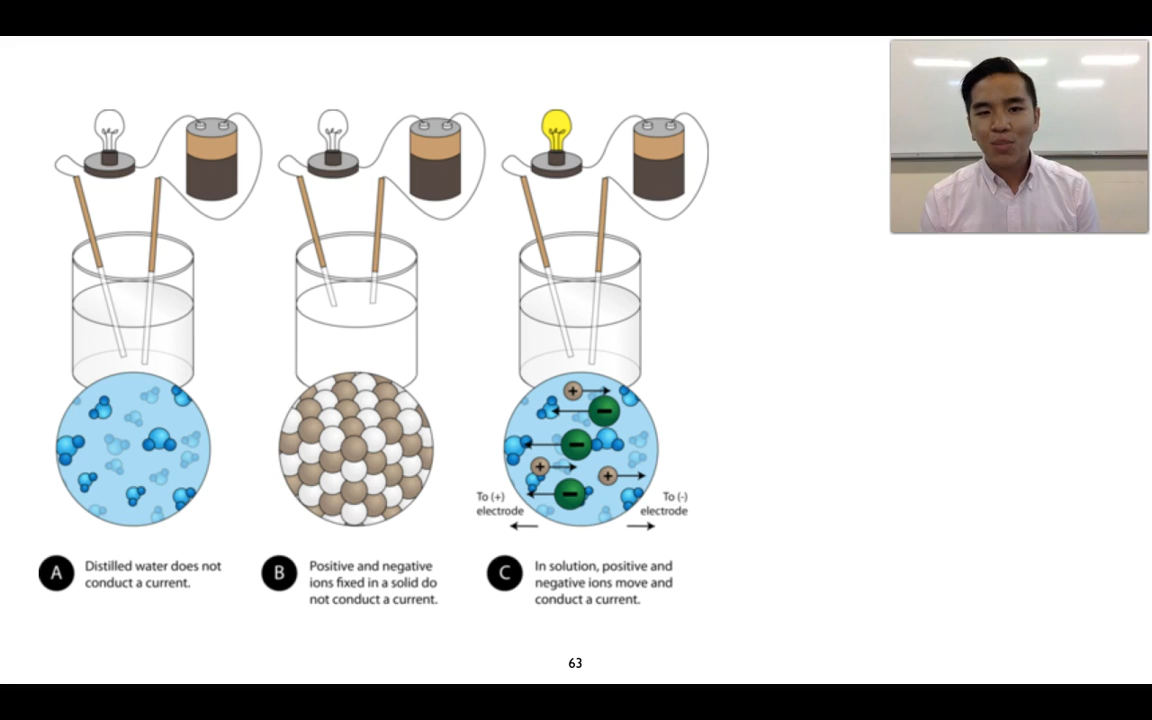 To (+)
electrode
To (-)
electrode
A
Distilled water does not
conduct a current.
B
Positive and negative
ions fixed in a solid do
not conduct a current.
C
In solution, positive and
negative ions move and
conduct a current.
63